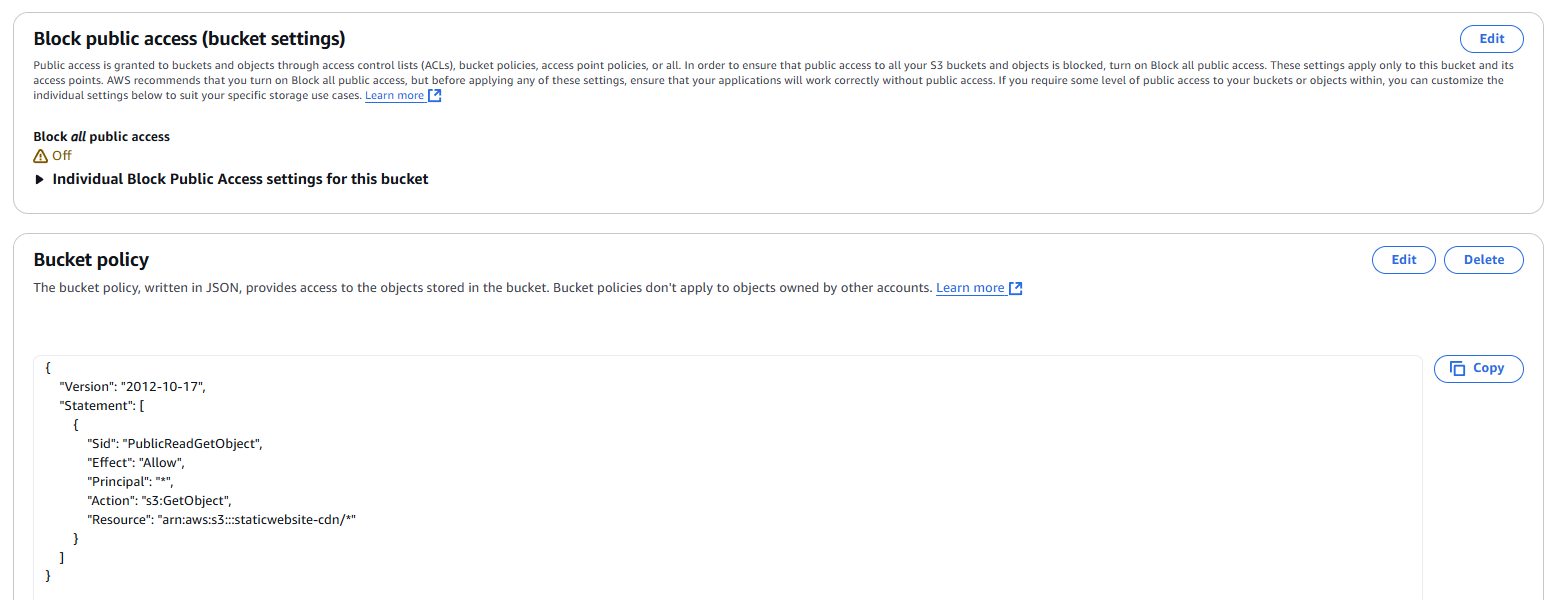 Block public access (bucket settings)
Edit
Public access is granted to buckets and objects through access control lists (ACLs), bucket policies, access point policies, or all. In order to ensure that public access to all your S3 buckets and objects is blocked, turn on Block all public access. These settings apply only to this bucket and its
access points. AWS recommends that you turn on Block all public access, but before applying any of these settings, ensure that your applications will work correctly without public access. If you require some level of public access to your buckets or objects within, you can customize the
individual settings below to suit your specific storage use cases. Learn more
Block all public access
Off
Individual Block Public Access settings for this bucket
Bucket policy
Edit
Delete
The bucket policy, written in JSON, provides access to the objects stored in the bucket. Bucket policies don't apply to objects owned by other accounts. Learn more
Copy
{
"Version": "2012-10-17",
"Statement": [
{
"Sid": "PublicReadGetObject",
"Effect": "Allow",
"Principal": "*",
"Action": "s3:GetObject",
"Resource": "arn:aws:s3:::staticwebsite-cdn/*"
}
]
}